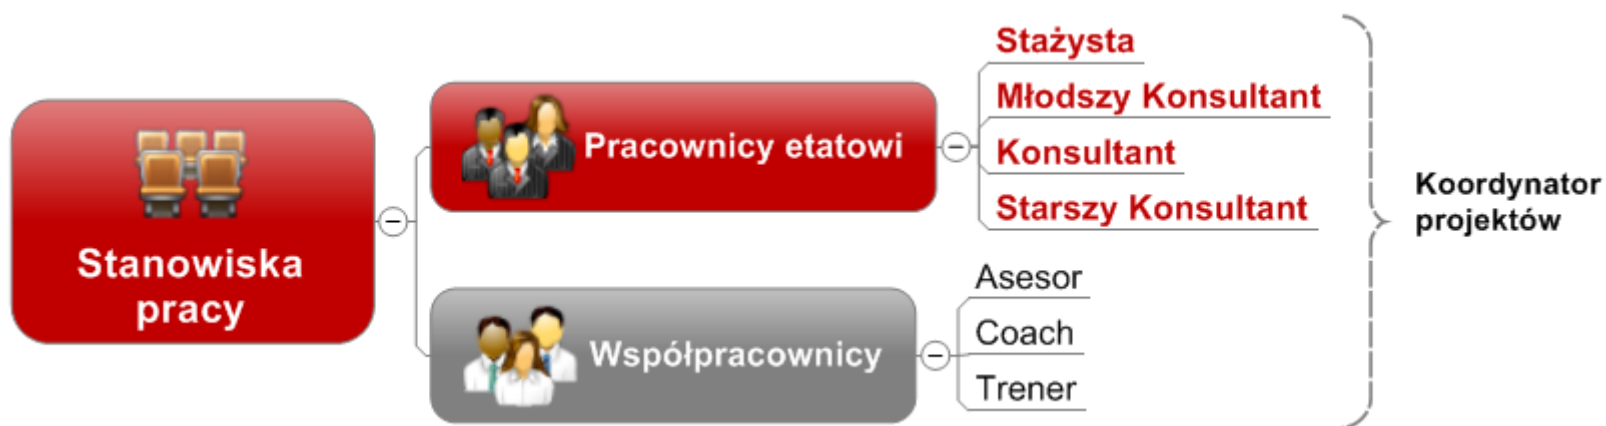 Stanowiska
pracy
Pracownicy etatowi
Stażysta
Młodszy Konsultant
Konsultant
Starszy Konsultant
Współpracownicy
Asesor
Coach
Trener
Koordynator
projektów